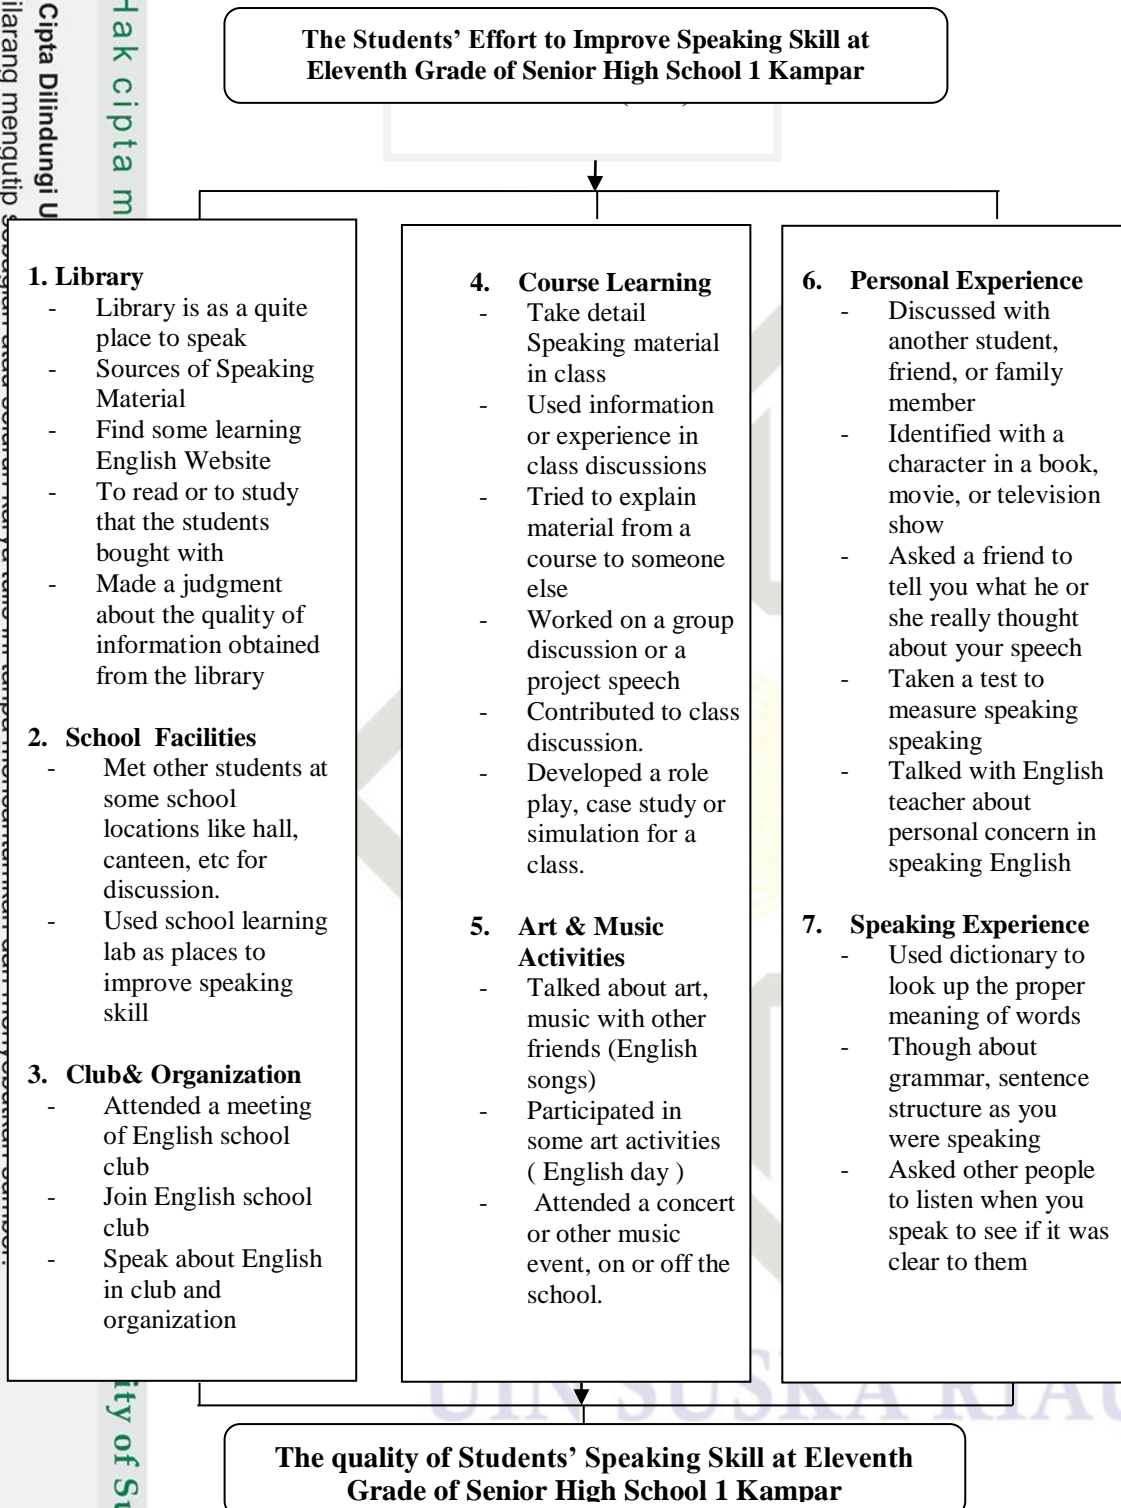 The Students’ Effort to Improve Speaking Skill at
Eleventh Grade of Senior High School 1 Kampar
1. Library
- Library is as a quite
place to speak
- Sources of Speaking
Material
- Find some learning
English Website
- To read or to study
that the students
bought with
- Made a judgment
about the quality of
information obtained
from the library
2. School Facilities
- Met other students at
some school
locations like hall,
canteen, etc for
discussion.
- Used school learning
lab as places to
improve speaking
skill
3. Club& Organization
- Attended a meeting
of English school
club
- Join English school
club
- Speak about English
in club and
organization
4. Course Learning
- Take detail
Speaking material
in class
- Used information
or experience in
class discussions
- Tried to explain
material from a
course to someone
else
- Worked on a group
discussion or a
project speech
- Contributed to class
discussion.
- Developed a role
play, case study or
simulation for a
class.
5. Art & Music
Activities
- Talked about art,
music with other
friends (English
songs)
- Participated in
some art activities
( English day )
- Attended a concert
or other music
event, on or off the
school.
6. Personal Experience
- Discussed with
another student,
friend, or family
member
- Identified with a
character in a book,
movie, or television
show
- Asked a friend to
tell you what he or
she really thought
about your speech
- Taken a test to
measure speaking
speaking
- Talked with English
teacher about
personal concern in
speaking English
7. Speaking Experience
- Used dictionary to
look up the proper
meaning of words
- Though about
grammar, sentence
structure as you
were speaking
- Asked other people
to listen when you
speak to see if it was
clear to them
The quality of Students’ Speaking Skill at Eleventh
Grade of Senior High School 1 Kampar
UIN SUSKA RIAU
Hak cipta m
ity of Su
Cipta Dilindungi U
ilarang mengutip